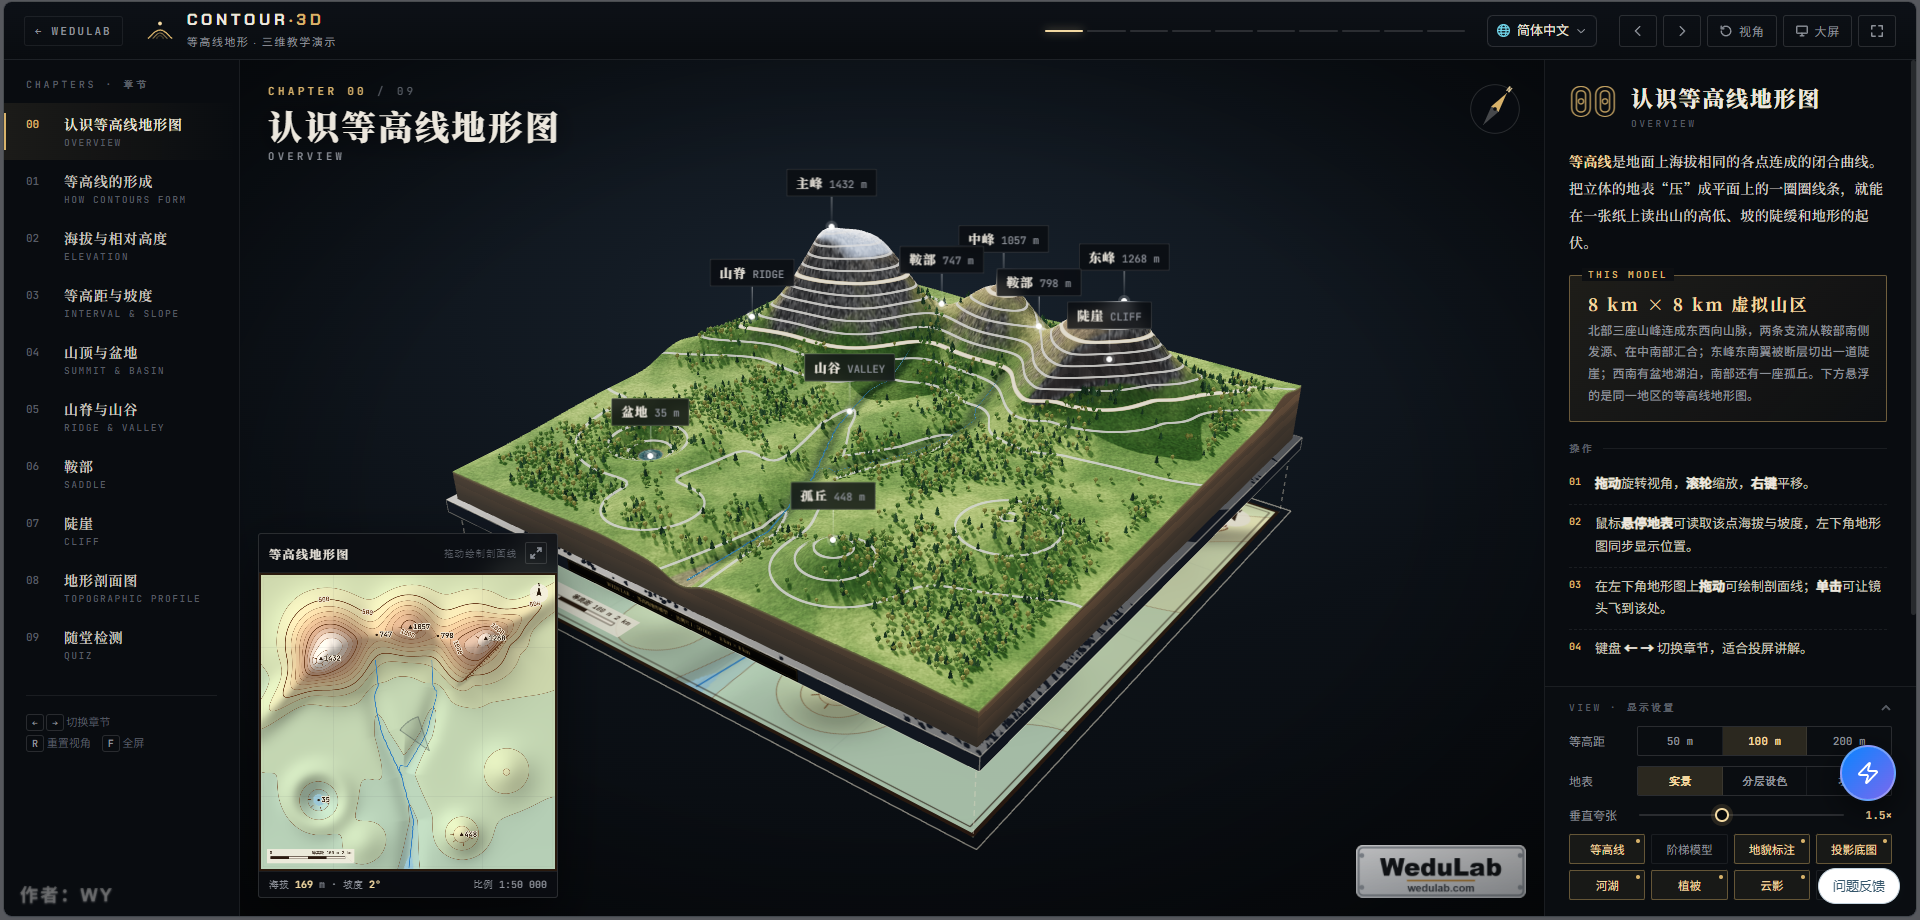 ← WEDULAB
CONTOUR·3D
等高线地形 · 三维教学演示
简体中文
视角
大屏
CHAPTERS · 章节
00 认识等高线地形图
OVERVIEW
01 等高线的形成
HOW CONTOURS FORM
02 海拔与相对高度
ELEVATION
03 等高距与坡度
INTERVAL & SLOPE
04 山顶与盆地
SUMMIT & BASIN
05 山脊与山谷
RIDGE & VALLEY
06 鞍部
SADDLE
07 陡崖
CLIFF
08 地形剖面图
TOPOGRAPHIC PROFILE
09 随堂检测
QUIZ
← → 切换章节
R 重置视角 F 全屏
作者：WY
CHAPTER 00 / 09
认识等高线地形图
OVERVIEW
主峰 1432 m
中峰 1057 m
鞍部 747 m
东峰 1268 m
山脊 RIDGE
鞍部 798 m
陡崖 CLIFF
山谷 VALLEY
盆地 35 m
孤丘 448 m
等高线地形图
拖动绘制剖面线
500
500
1432
747
1057
798
35
448
海拔 169 m · 坡度 2°
比例 1:50 000
WeduLab
wedulab.com
00 认识等高线地形图
OVERVIEW
等高线是地面上海拔相同的各点连成的闭合曲线。
把立体的地表“压”成平面上的一圈圈线条，就能
在一张纸上读出山的高低、坡的陡缓和地形的起
伏。
THIS MODEL
8 km × 8 km 虚拟山区
北部三座山峰连成东西向山脉，两条支流从鞍部南侧
发源、在中南部汇合；东峰东南翼被断层切出一道陡
崖；西南有盆地湖泊，南部还有一座孤丘。下方悬浮
的是同一地区的等高线地形图。
操作
01 拖动旋转视角，滚轮缩放，右键平移。
02 鼠标悬停地表可读取该点海拔与坡度，左下角地形
图同步显示位置。
03 在左下角地形图上拖动可绘制剖面线；单击可让镜
头飞到该处。
04 键盘 ← → 切换章节，适合投屏讲解。
VIEW · 显示设置
等高距 50 m 100 m 200 m
地表 实景 分层设色
垂直夸张 1.5×
等高线 阶梯模型 地貌标注 投影底图
河湖 植被 云影
问题反馈